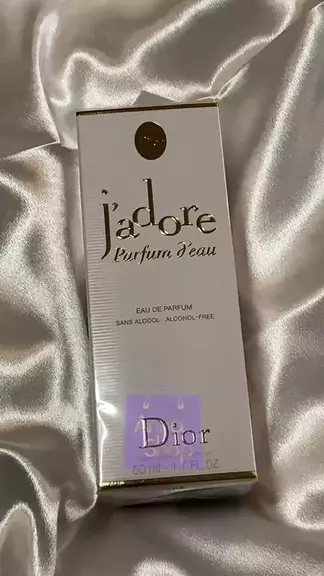 j'adore
Parfum d'eau
EAU DE PARFUM
SANS ALCOOL · ALCOHOL-FREE
Dior